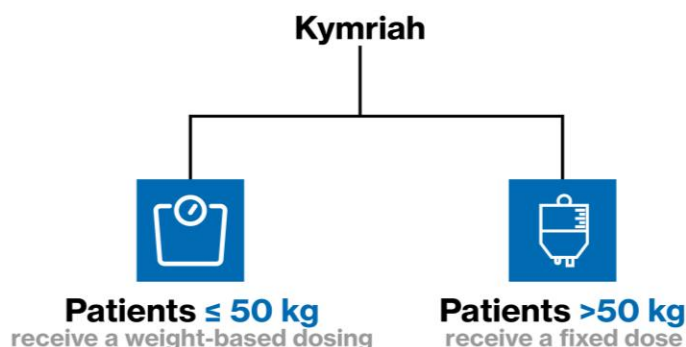 Kymriah
Patients ≤ 50 kg
receive a weight-based dosing
Patients >50 kg
receive a fixed dose